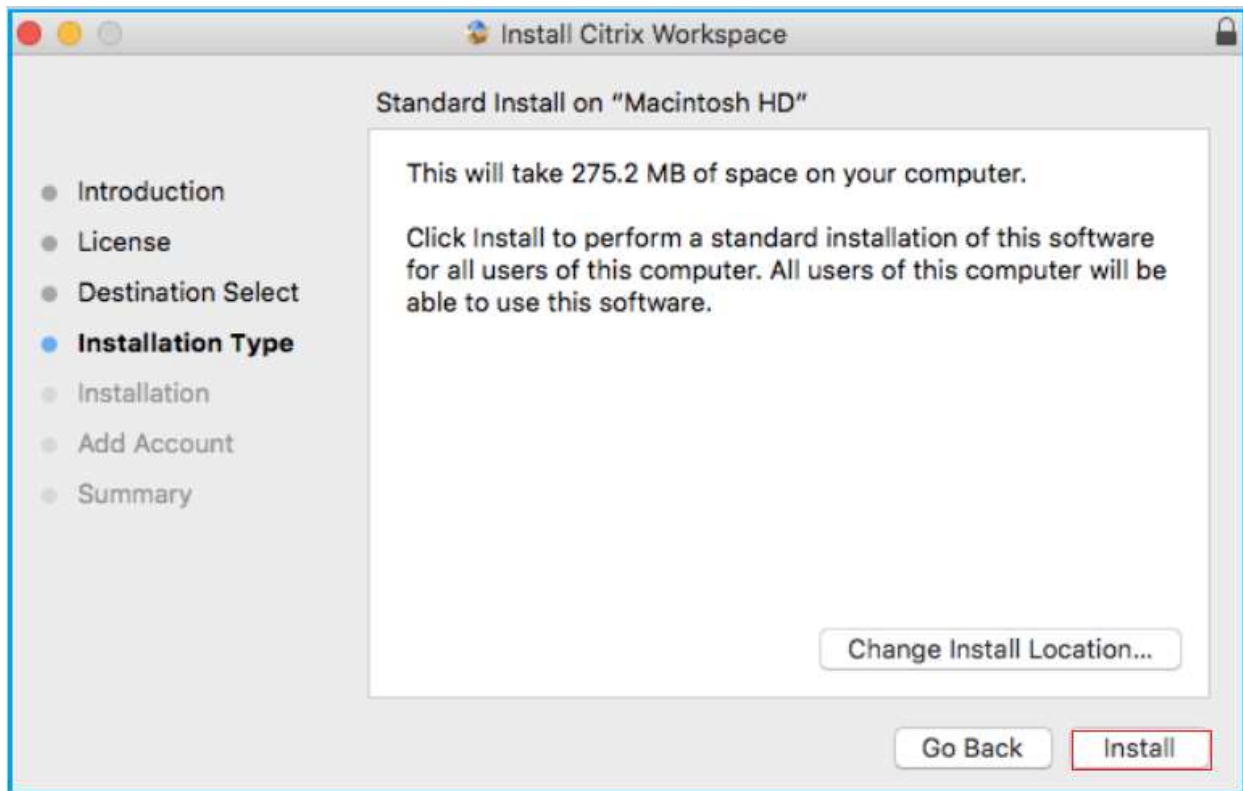 Install Citrix Workspace
Standard Install on "Macintosh HD"
Introduction
License
Destination Select
Installation Type
Installation
Add Account
Summary
This will take 275.2 MB of space on your computer.
Click Install to perform a standard installation of this software
for all users of this computer. All users of this computer will be
able to use this software.
Change Install Location...
Go Back
Install